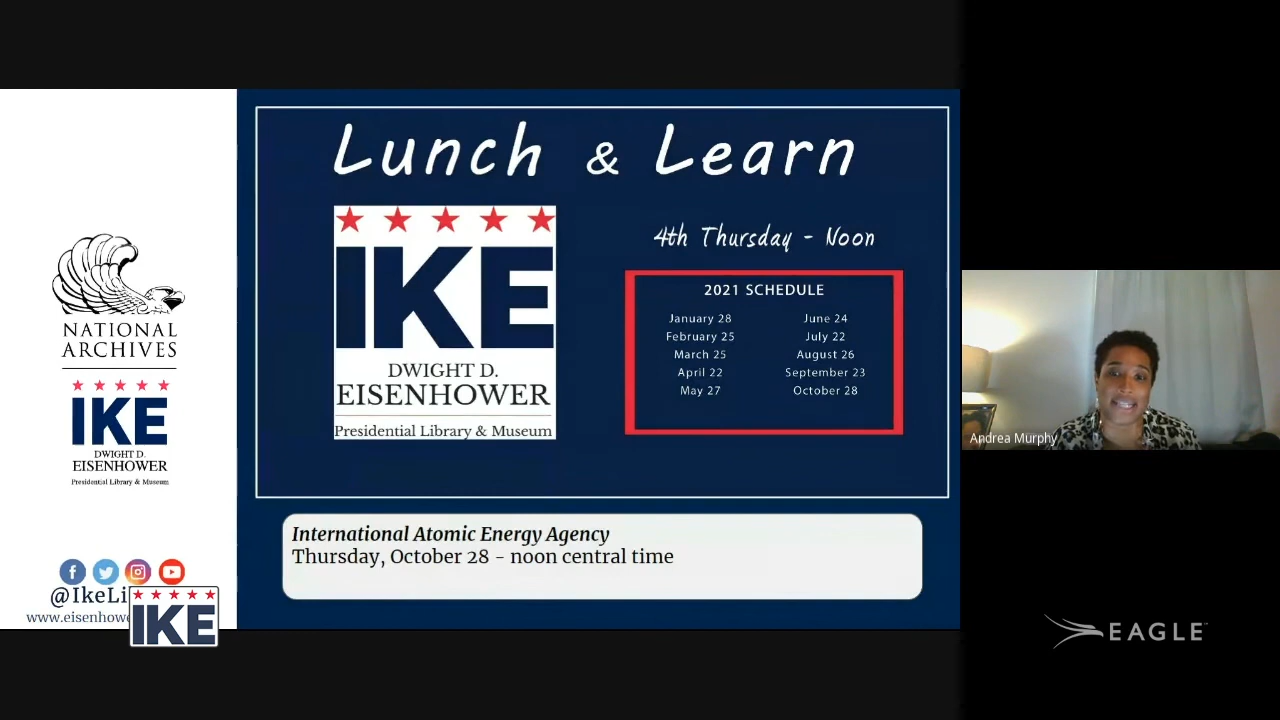 Lunch & Learn
IKE
DWIGHT D.
EISENHOWER
Presidential Library & Museum
4th Thursday - Noon
2021 SCHEDULE
January 28 June 24
February 25 July 22
March 25 August 26
April 22 September 23
May 27 October 28
NATIONAL
ARCHIVES
IKE
DWIGHT D.
EISENHOWER
Presidential Library & Museum
International Atomic Energy Agency
Thursday, October 28 - noon central time
IKE
Andrea Murphy
EAGLE